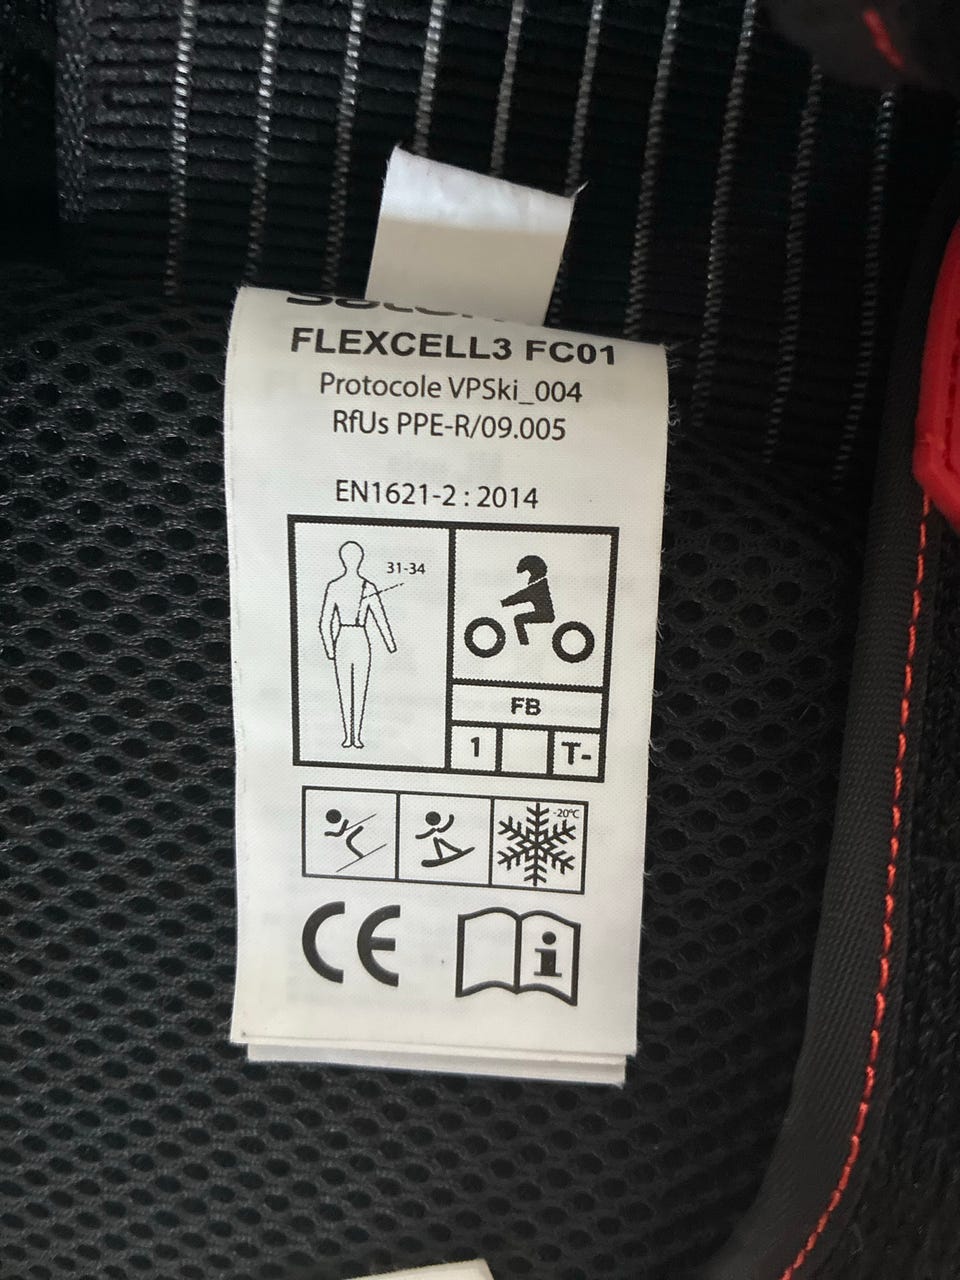 FLEXCELL3 FC01
Protocole VPSki_004
RfUs PPE-R/09.005
EN1621-2 : 2014
31-34
FB
1 T-
-20°C
CE
i